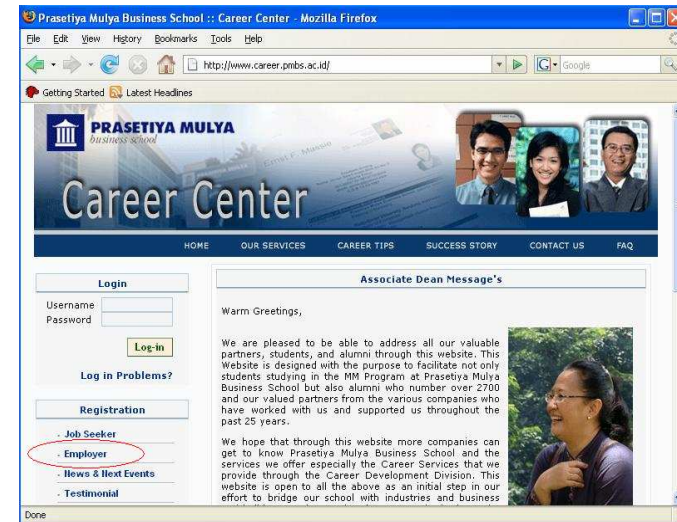 Prasetiya Mulya Business School :: Career Center - Mozilla Firefox
File Edit View History Bookmarks Tools Help
http://www.career.pmbs.ac.id/
G Google
Getting Started Latest Headlines
PRASETIYA MULYA
business school
Career Center
HOME OUR SERVICES CAREER TIPS SUCCESS STORY CONTACT US FAQ
Login
Username
Password
Log-in
Log in Problems?
Registration
Job Seeker
Employer
News & Next Events
Testimonial
Associate Dean Message's
Warm Greetings,
We are pleased to be able to address all our valuable
partners, students, and alumni through this website. This
Website is designed with the purpose to facilitate not only
students studying in the MM Program at Prasetiya Mulya
Business School but also alumni who number over 2700
and our valued partners from the various companies who
have worked with us and supported us throughout the
past 25 years.
We hope that through this website more companies can
get to know Prasetiya Mulya Business School and the
services we offer especially the Career Services that we
provide through the Career Development Division. This
website is open to all the above as an initial step in our
effort to bridge our school with industries and business
Done